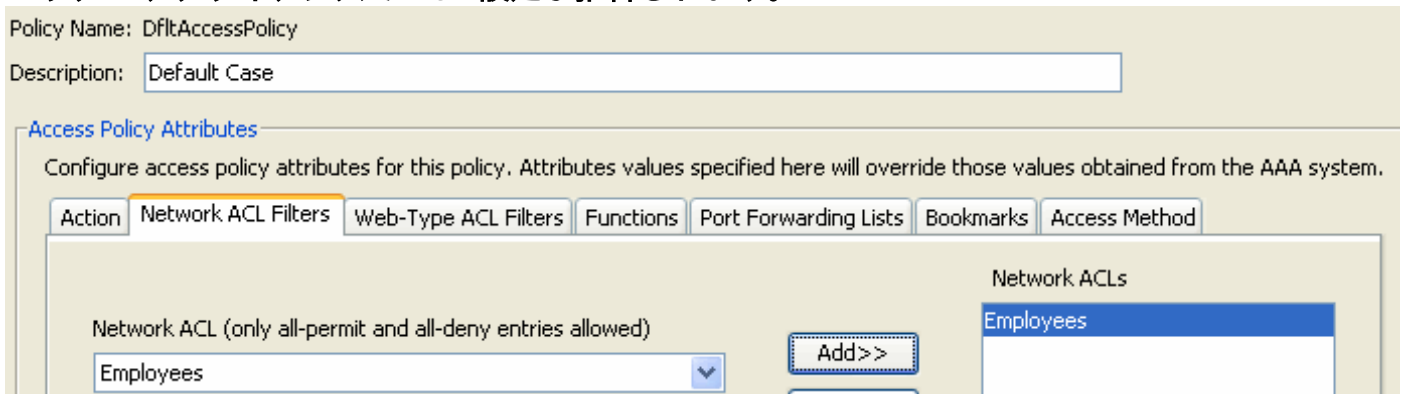 Policy Name: DfltAccessPolicy
Description: Default Case
Access Policy Attributes
Configure access policy attributes for this policy. Attributes values specified here will override those values obtained from the AAA system.
Action Network ACL Filters Web-Type ACL Filters Functions Port Forwarding Lists Bookmarks Access Method
Network ACLs
Network ACL (only all-permit and all-deny entries allowed)
Employees
Add>>
Employees